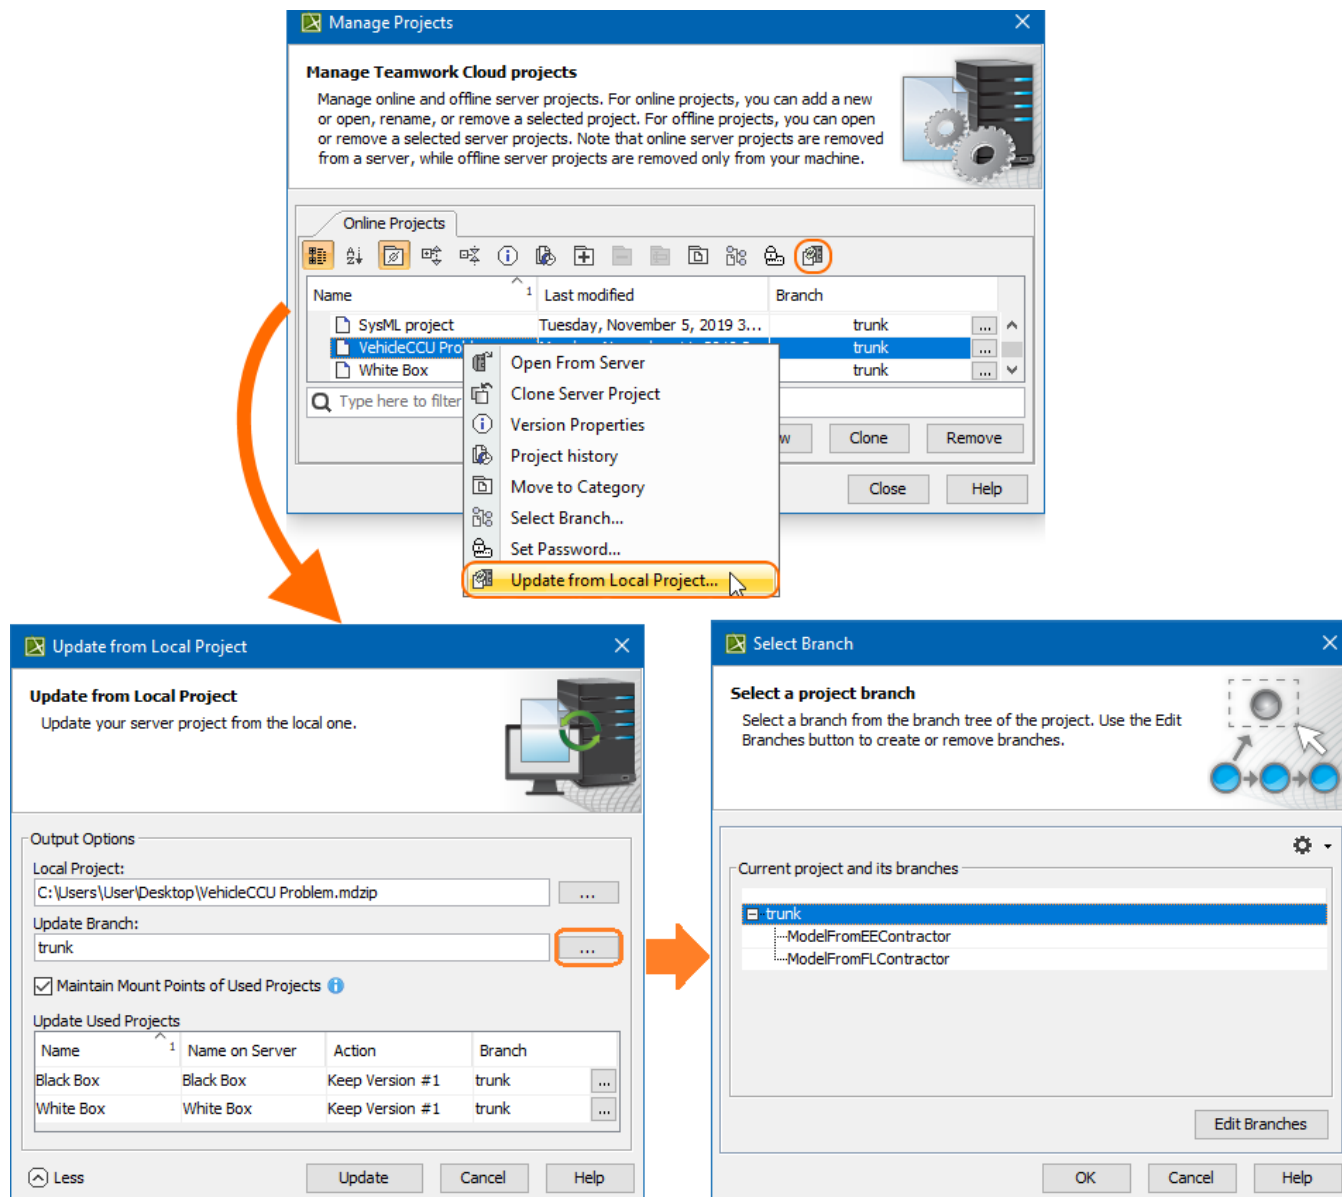 Manage Projects
Manage Teamwork Cloud projects
Manage online and offline server projects. For online projects, you can add a new
or open, rename, or remove a selected project. For offline projects, you can open
or remove a selected server projects. Note that online server projects are removed
from a server, while offline server projects are removed only from your machine.
Online Projects
Name 1 Last modified Branch
SysML project Tuesday, November 5, 2019 3... trunk ...
VehicleCCU trunk ...
White Box trunk ...
Type here to filter
Clone Remove
Close Help
Open From Server
Clone Server Project
Version Properties
Project history
Move to Category
Select Branch...
Set Password...
Update from Local Project...
Update from Local Project
Update from Local Project
Update your server project from the local one.
Output Options
Local Project:
C:\Users\User\Desktop\VehicleCCU Problem.mdzip ...
Update Branch:
trunk ...
Maintain Mount Points of Used Projects
Update Used Projects
Name 1 Name on Server Action Branch
Black Box Black Box Keep Version #1 trunk ...
White Box White Box Keep Version #1 trunk ...
Less Update Cancel Help
Select Branch
Select a project branch
Select a branch from the branch tree of the project. Use the Edit
Branches button to create or remove branches.
Current project and its branches
trunk
ModelFromEEContractor
ModelFromFLContractor
Edit Branches
OK Cancel Help